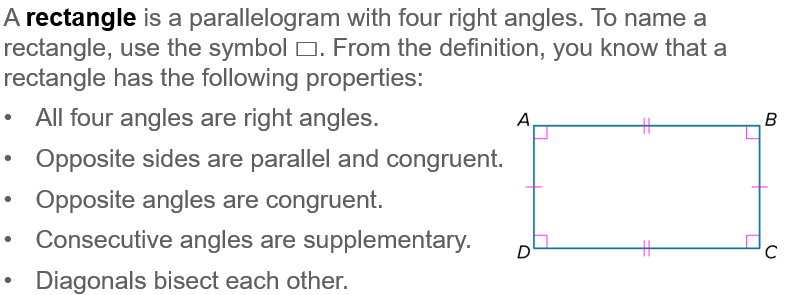 A rectangle is a parallelogram with four right angles. To name a
rectangle, use the symbol ▭. From the definition, you know that a
rectangle has the following properties:
• All four angles are right angles.
• Opposite sides are parallel and congruent.
• Opposite angles are congruent.
• Consecutive angles are supplementary.
• Diagonals bisect each other.
A
B
D
C